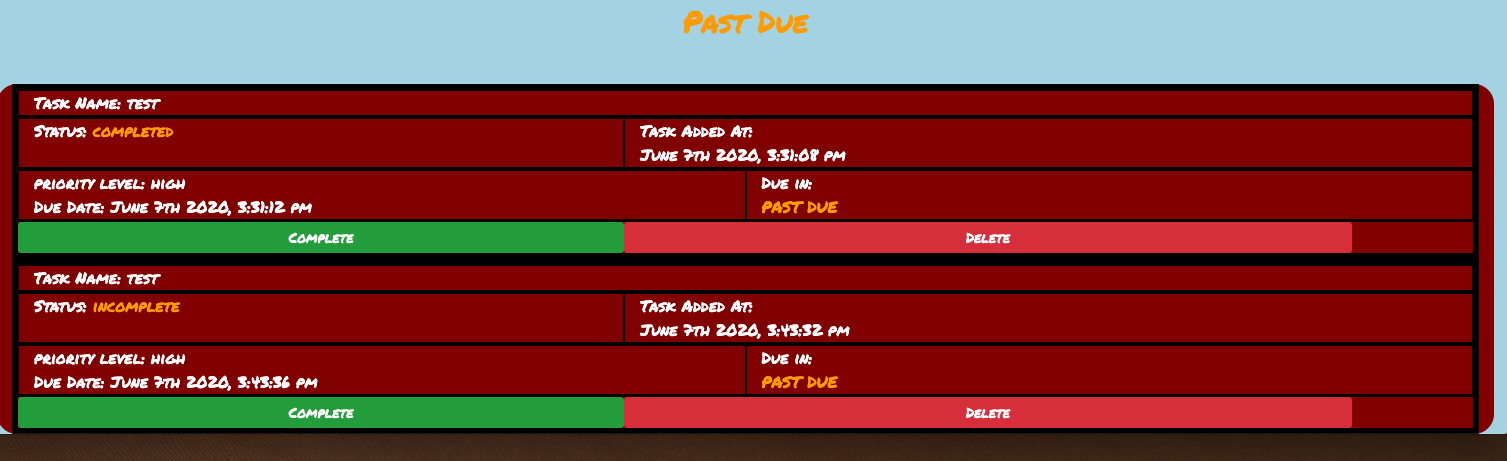 Past Due
Task Name: test
Status: completed
Task Added At:
June 7th 2020, 3:31:08 pm
priority level: high
Due Date: June 7th 2020, 3:31:12 pm
Due in:
PAST DUE
Complete
Delete
Task Name: test
Status: incomplete
Task Added At:
June 7th 2020, 3:43:32 pm
priority level: high
Due Date: June 7th 2020, 3:43:36 pm
Due in:
PAST DUE
Complete
Delete